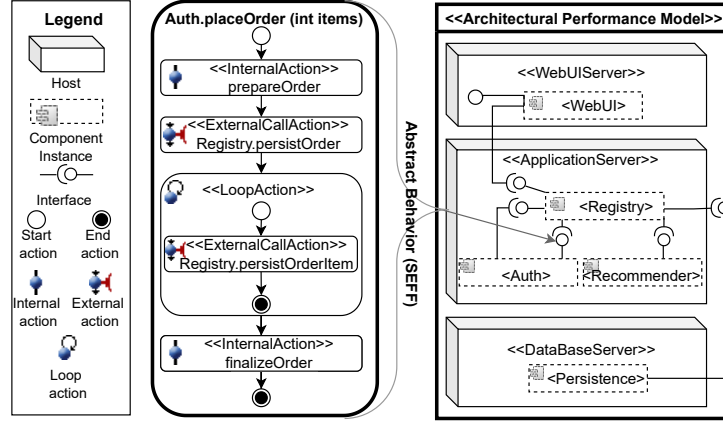 Legend
Host
Component
Instance
Interface
Start
action
End
action
Internal
action
External
action
Loop
action
Auth.placeOrder (int items)
<<InternalAction>>
prepareOrder
<<ExternalCallAction>>
Registry.persistOrder
<<LoopAction>>
<<ExternalCallAction>>
Registry.persistOrderItem
<<InternalAction>>
finalizeOrder
Abstract Behavior (SEFF)
<<Architectural Performance Model>>
<<WebUIServer>>
<WebUI>
<<ApplicationServer>>
<Registry>
<Auth>
<Recommender>
<<DataBaseServer>>
<Persistence>